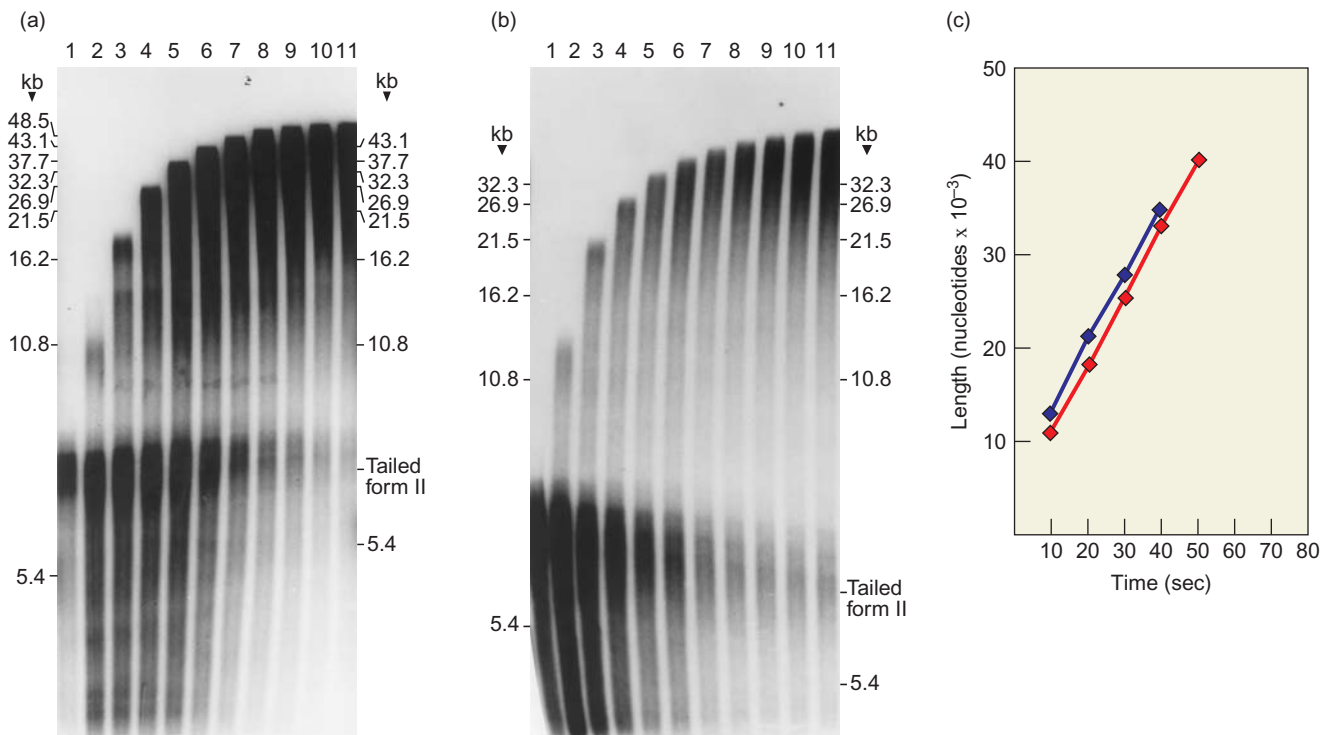 (a)
1 2 3 4 5 6 7 8 9 10 11
kb
kb
48.5
43.1
37.7
32.3
26.9
21.5
16.2
10.8
5.4
43.1
37.7
32.3
26.9
21.5
16.2
10.8
Tailed
form II
5.4
(b)
1 2 3 4 5 6 7 8 9 10 11
kb
kb
32.3
26.9
21.5
16.2
10.8
5.4
32.3
26.9
21.5
16.2
10.8
Tailed
form II
5.4
(c)
50
40
30
20
10
Length (nucleotides x 10⁻³)
10 20 30 40 50 60 70 80
Time (sec)